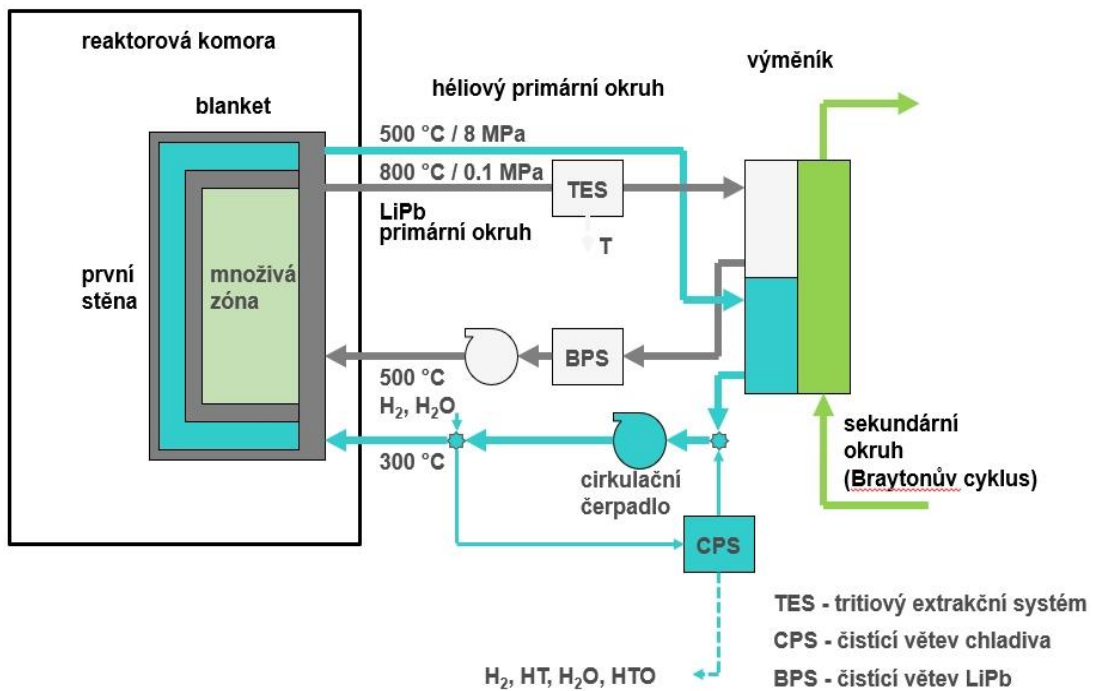 reaktorová komora
blanket
první
stěna
množivá
zóna
héliový primární okruh
500 °C / 8 MPa
800 °C / 0.1 MPa
LiPb
primární okruh
TES
T
výměník
BPS
500 °C
H₂, H₂O
300 °C
cirkulační
čerpadlo
CPS
sekundární
okruh
(Braytonův cyklus)
H₂, HT, H₂O, HTO
TES - tritiový extrakční systém
CPS - čistící větev chladiva
BPS - čistící větev LiPb